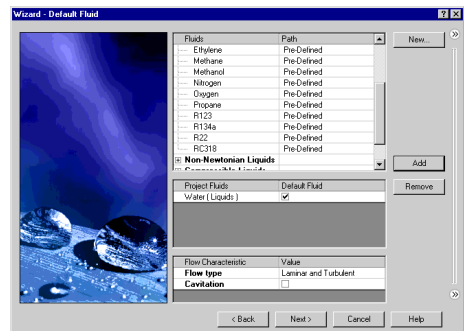 Wizard - Default Fluid
Fluids Path
Ethylene Pre-Defined
Methane Pre-Defined
Methanol Pre-Defined
Nitrogen Pre-Defined
Oxygen Pre-Defined
Propane Pre-Defined
R123 Pre-Defined
R134a Pre-Defined
R22 Pre-Defined
RC318 Pre-Defined
Non-Newtonian Liquids
New...
Add
Remove
Project Fluids Default Fluid
Water ( Liquids )
Flow Characteristic Value
Flow type Laminar and Turbulent
Cavitation
< Back Next > Cancel Help